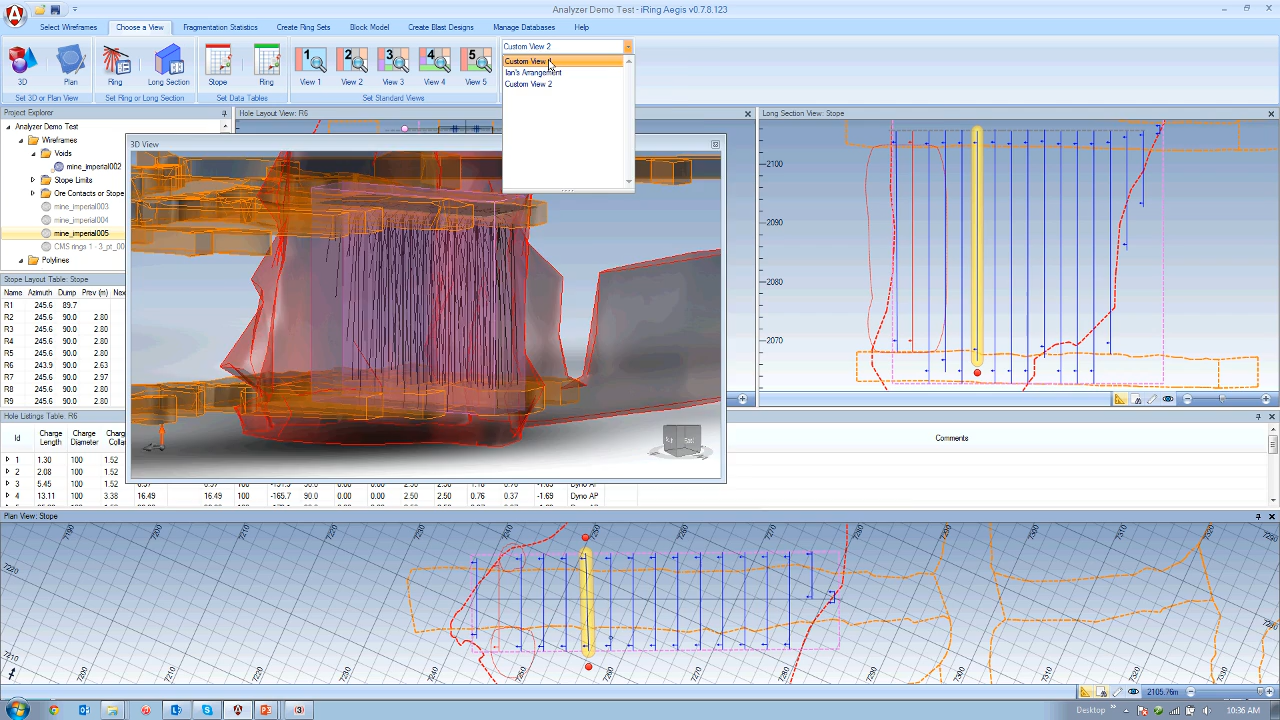 Analyzer Demo Test - iRing Aegis v0.7.8.123
Select Wireframes
Choose a View
Fragmentation Statistics
Create Ring Sets
Block Model
Create Blast Designs
Manage Databases
Help
3D
Plan
Ring
Long Section
Stope
Ring
View 1
View 2
View 3
View 4
View 5
Set 3D or Plan View
Set Ring or Long Section
Set Data Tables
Set Standard Views
Custom View 2
Custom View
Ian's Arrangement
Custom View 2
Project Explorer
Analyzer Demo Test
Wireframes
Voids
mine_imperial002
Stope Limits
Ore Contacts or Stope
mine_imperial003
mine_imperial004
mine_imperial005
CMS rings 1 - 3_pt_00
Polylines
Hole Layout View: R6
3D View
Long Section View: Stope
2100
2090
2080
2070
Stope Layout Table: Stope
Name Azimuth Dump Prev (m) Nex
R1 245.6 89.7
R2 245.6 90.0 2.80
R3 245.6 90.0 2.80
R4 245.6 90.0 2.80
R5 245.6 90.0 2.80
R6 243.9 90.0 2.63
R7 245.6 90.0 2.97
R8 245.6 90.0 2.80
R9 245.6 90.0 2.80
Hole Listings Table: R6
Id Charge Length Charge Diameter Charg Colla
Comments
1 1.30 100 1.52
2 2.08 100 1.52
3 5.45 100 1.52
4 13.11 100 3.38 16.49 16.49 100 -165.7 90.0 0.00 0.00 2.50 2.50 0.76 0.37 -1.69 Dyno AP
Plan View: Stope
2105.76m
Desktop
10:36 AM